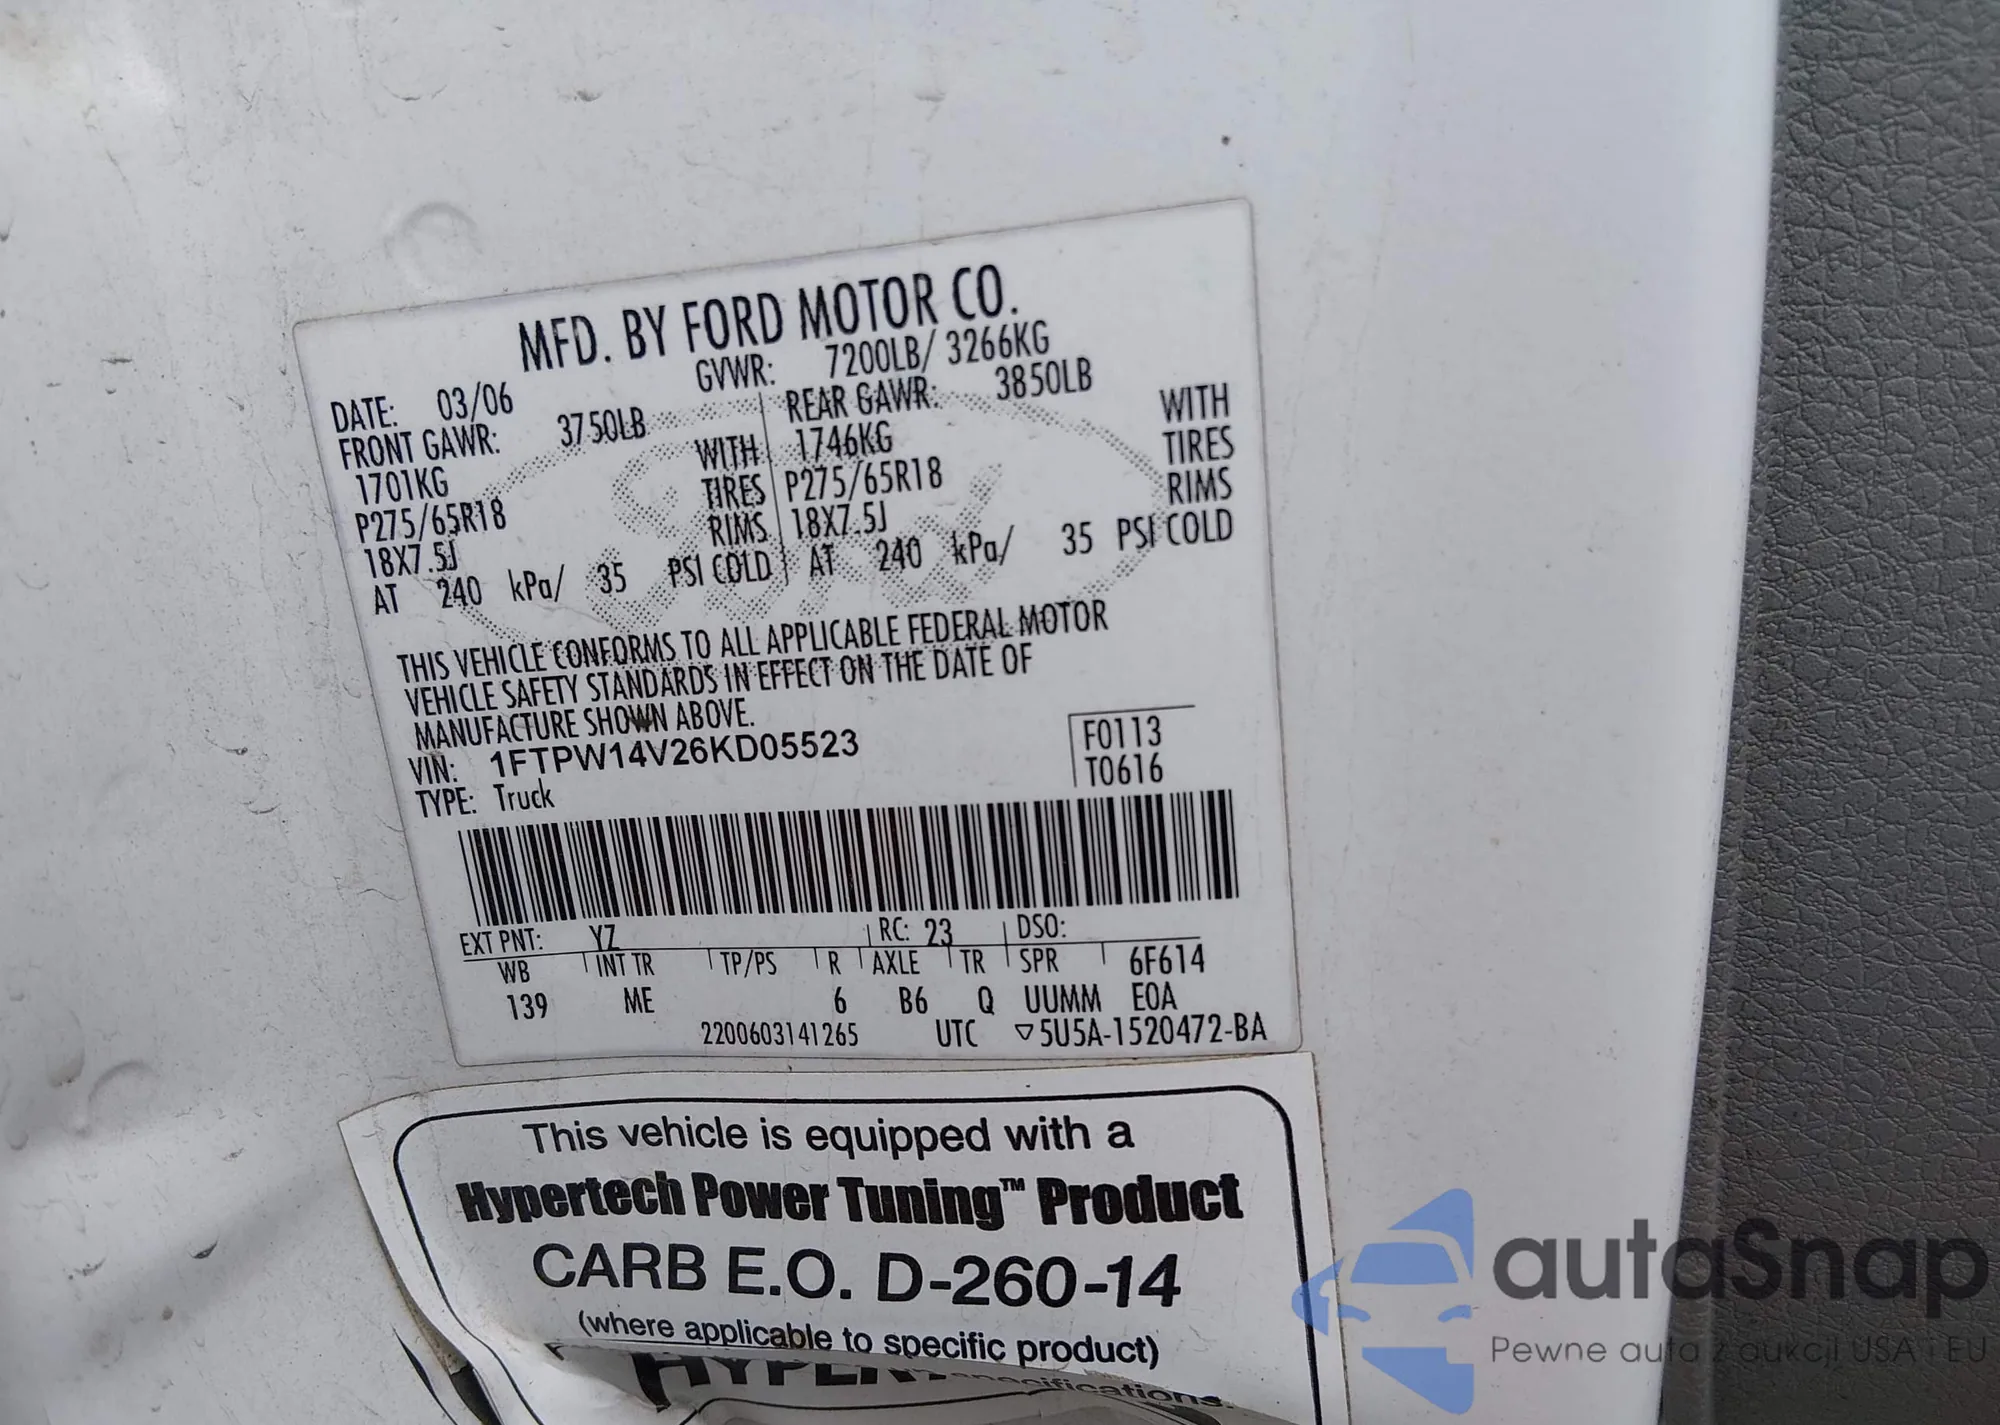 MFD. BY FORD MOTOR CO.
DATE: 03/06 GVWR: 7200LB/ 3266KG
FRONT GAWR: 3750LB REAR GAWR: 3850LB
1701KG WITH 1746KG WITH
P275/65R18 TIRES P275/65R18 TIRES
18X7.5J RIMS 18X7.5J RIMS
AT 240 kPa/ 35 PSI COLD AT 240 kPa/ 35 PSI COLD
THIS VEHICLE CONFORMS TO ALL APPLICABLE FEDERAL MOTOR
VEHICLE SAFETY STANDARDS IN EFFECT ON THE DATE OF
MANUFACTURE SHOWN ABOVE.
VIN: 1FTPW14V26KD05523 F0113
TYPE: Truck T0616
EXT PNT: YZ RC: 23 DSO:
WB INT TR TP/PS R AXLE TR SPR 6F614
139 ME 6 B6 Q UUMM EOA
2200603141265 UTC ▽5U5A-1520472-BA
This vehicle is equipped with a
Hypertech Power Tuning™ Product
CARB E.O. D-260-14
(where applicable to specific product)
specifications.
autaSnap
Pewne auta z aukcji USA i EU